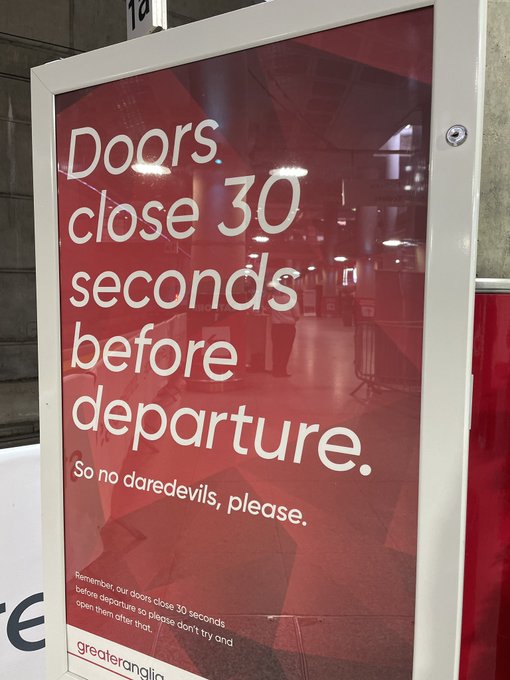 1a
Doors
close 30
seconds
before
departure.
So no daredevils, please.
Remember, our doors close 30 seconds
before departure so please don't try and
open them after that.
greateranglia
re